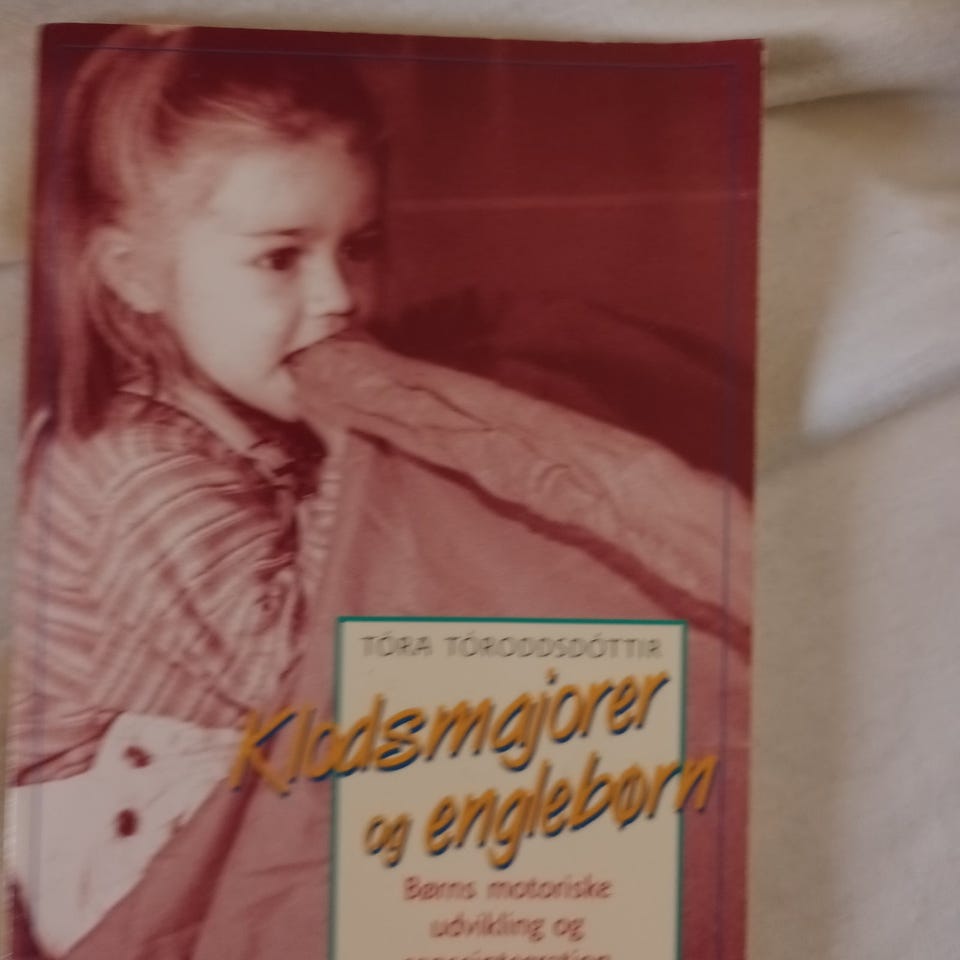 TÓRA TÓRODDSDÓTTIR
Klodsmajorer
og englebørn
Børns motoriske
udvikling og